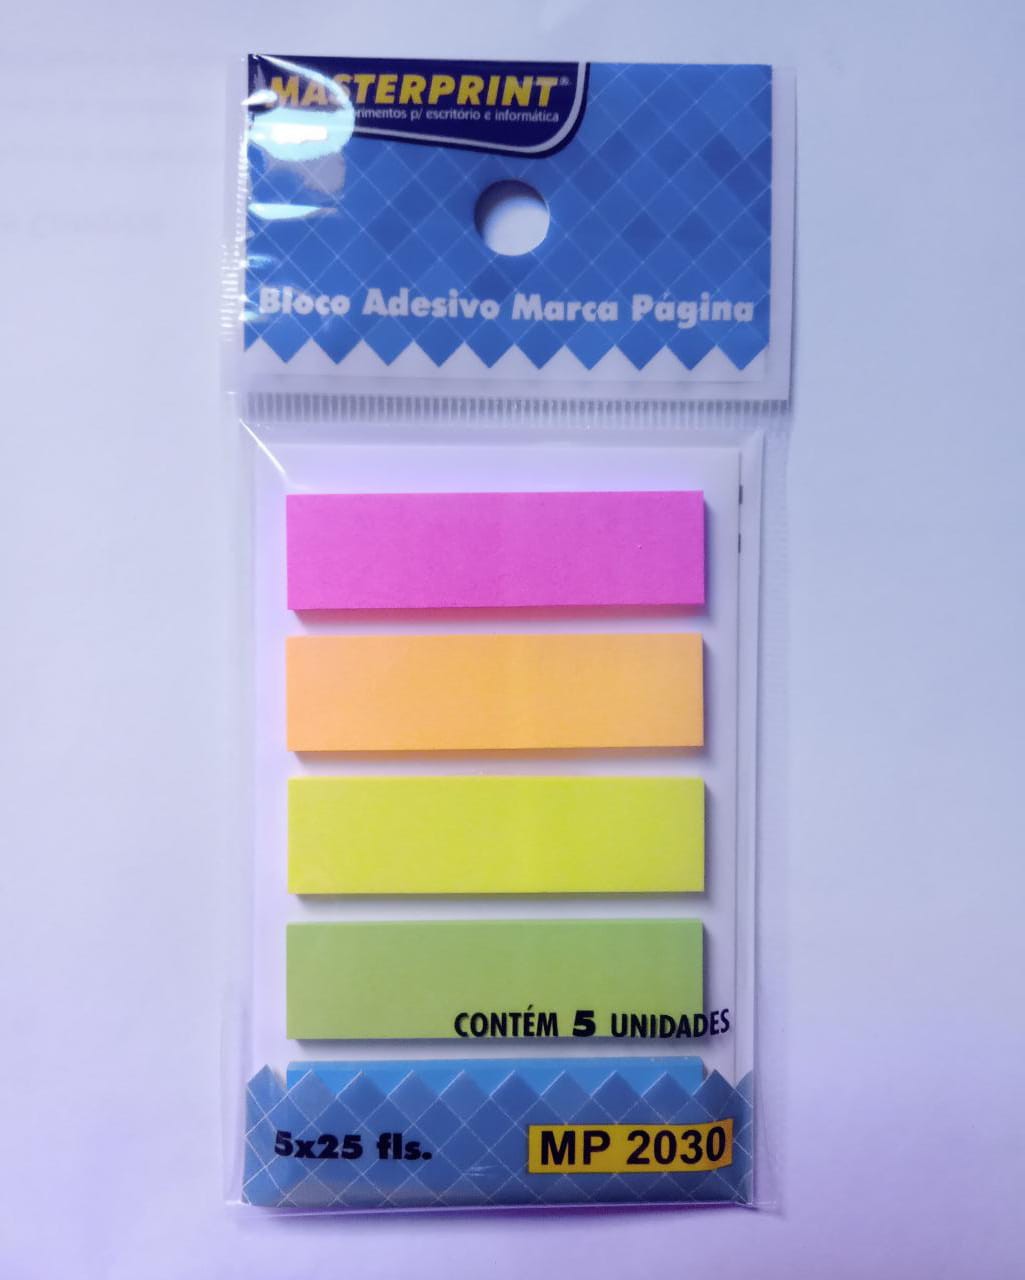 MASTERPRINT®
p/ escritório e informática
Bloco Adesivo Marca Página
CONTÉM 5 UNIDADES
5x25 fls.
MP 2030